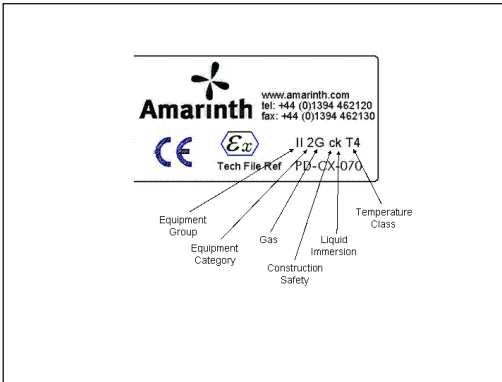 www.amarinth.com
Amarinth
tel: +44 (0)1394 462120
fax: +44 (0)1394 462130
CE
Ɛx
II 2G ck T4
Tech File Ref PD-CX-070
Equipment Group
Equipment Category
Gas
Construction Safety
Liquid Immersion
Temperature Class